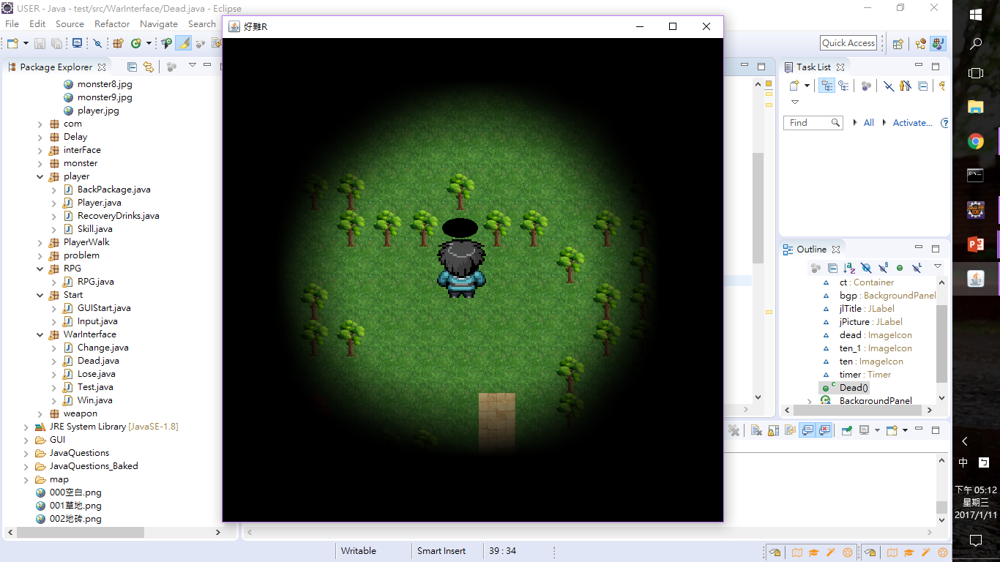 USER - Java - test/src/WarInterface/Dead.java - Eclipse
File Edit Source Refactor Navigate Search
好難R
Quick Access
Package Explorer
monster8.jpg
monster9.jpg
player.jpg
com
Delay
interFace
monster
player
BackPackage.java
Player.java
RecoveryDrinks.java
Skill.java
PlayerWalk
problem
RPG
RPG.java
Start
GUIStart.java
Input.java
WarInterface
Change.java
Dead.java
Lose.java
Test.java
Win.java
weapon
JRE System Library [JavaSE-1.8]
GUI
JavaQuestions
JavaQuestions_Baked
map
000空白.png
001草地.png
002地砖.png
Task List
Find All Activate...
Outline
ct : Container
bgp : BackgroundPanel
jlTitle : JLabel
jPicture : JLabel
dead : ImageIcon
ten_1 : ImageIcon
ten : ImageIcon
timer : Timer
Dead()
BackgroundPanel
Writable Smart Insert 39 : 34
中 ㄅ
下午 05:12
星期三
2017/1/11